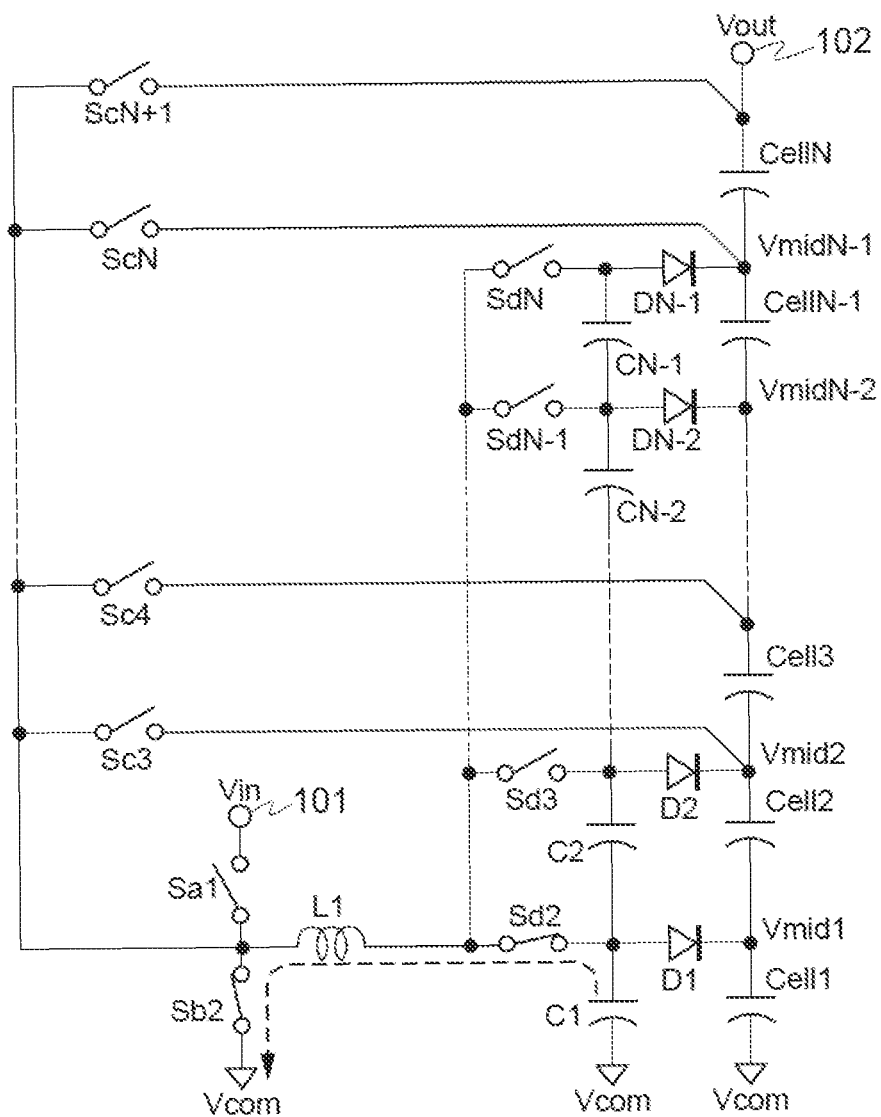 Vout
102
ScN+1
CellN
ScN
VmidN-1
SdN
DN-1
CellN-1
CN-1
VmidN-2
SdN-1
DN-2
CN-2
Sc4
Cell3
Sc3
Vmid2
Vin
101
Sd3
D2
Cell2
Sa1
C2
L1
Sd2
Vmid1
D1
Sb2
C1
Cell1
Vcom
Vcom
Vcom